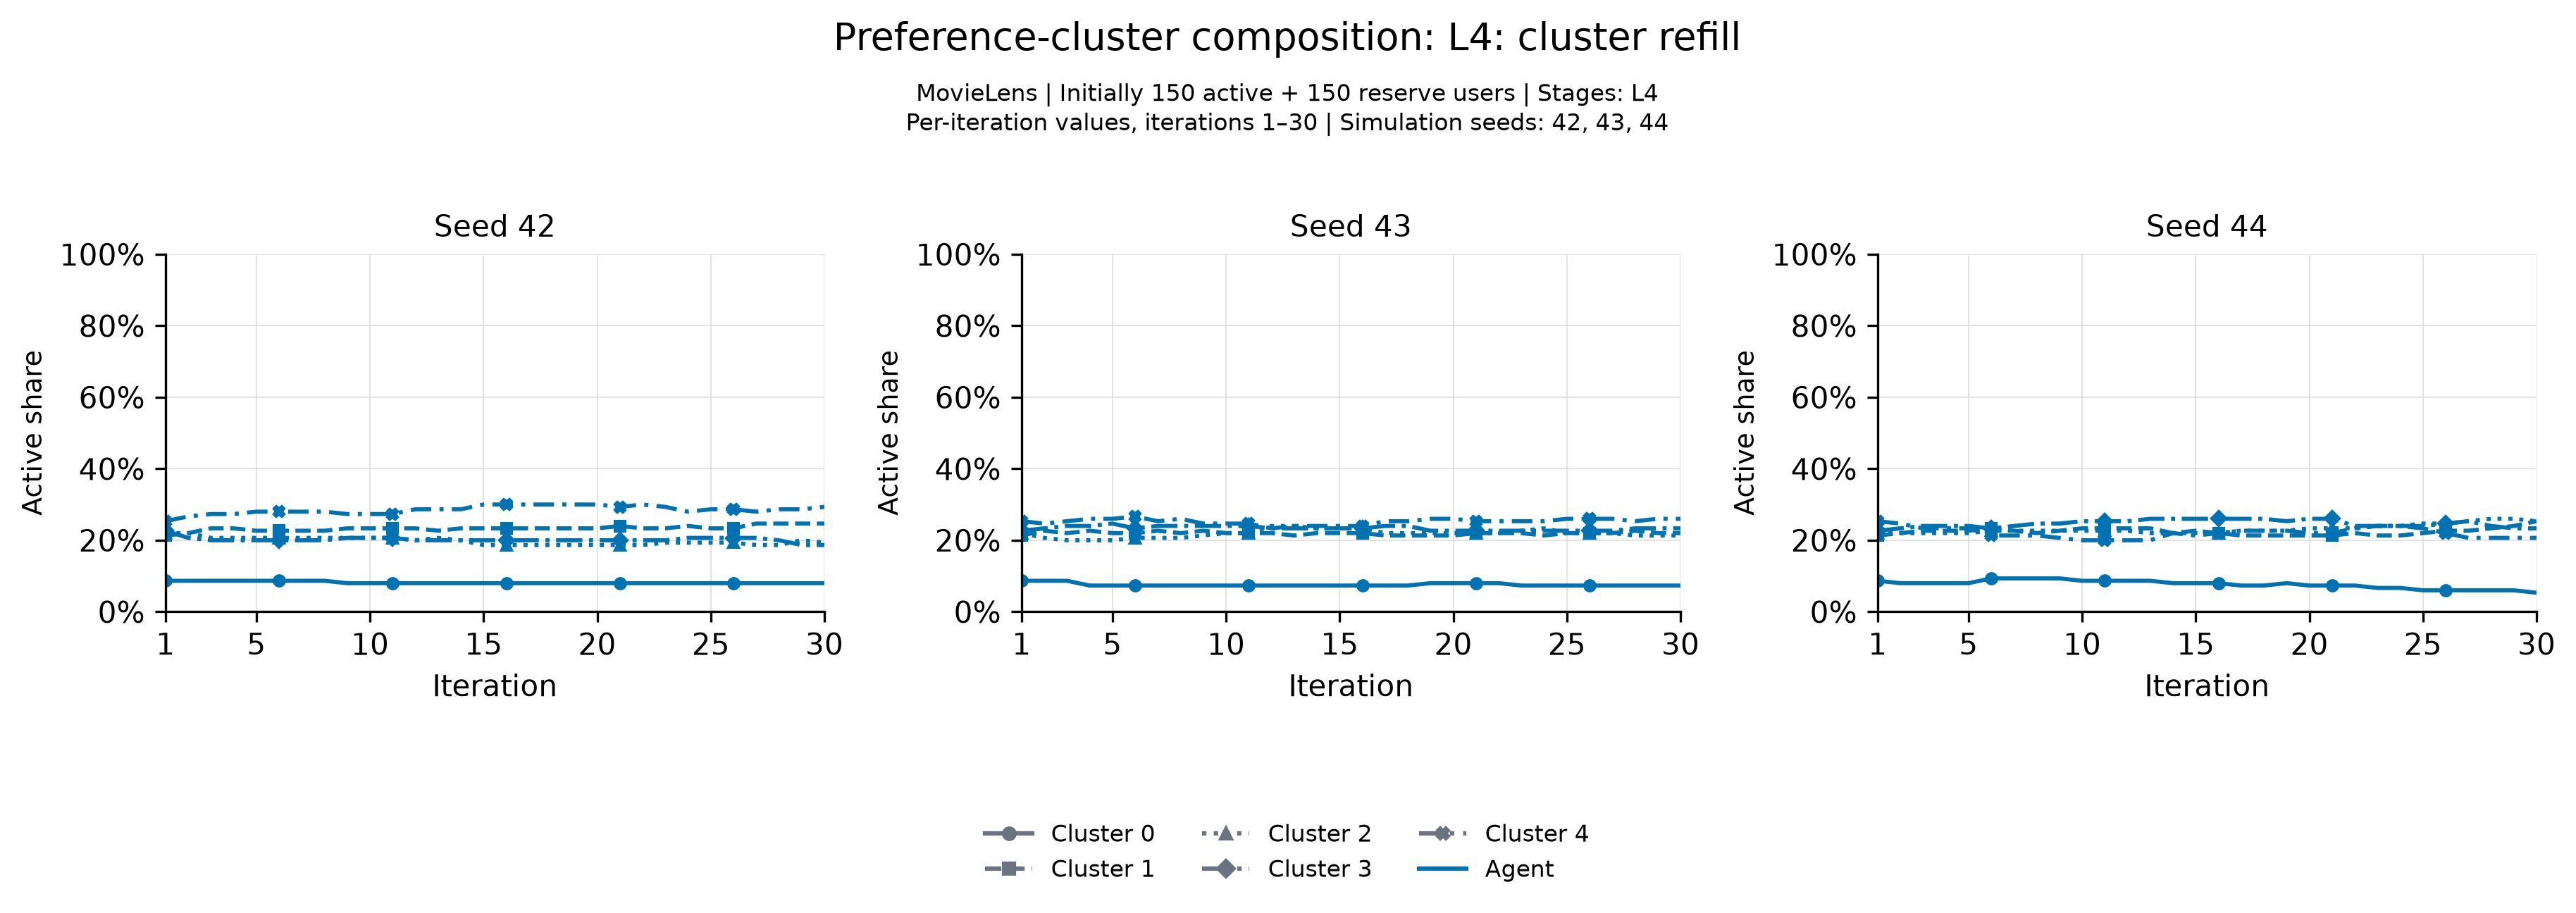 Preference-cluster composition: L4: cluster refill
MovieLens | Initially 150 active + 150 reserve users | Stages: L4
Per-iteration values, iterations 1–30 | Simulation seeds: 42, 43, 44
Seed 42
100%
80%
60%
40%
20%
0%
Active share
1 5 10 15 20 25 30
Iteration
Seed 43
100%
80%
60%
40%
20%
0%
Active share
1 5 10 15 20 25 30
Iteration
Seed 44
100%
80%
60%
40%
20%
0%
Active share
1 5 10 15 20 25 30
Iteration
Cluster 0
Cluster 1
Cluster 2
Cluster 3
Cluster 4
Agent